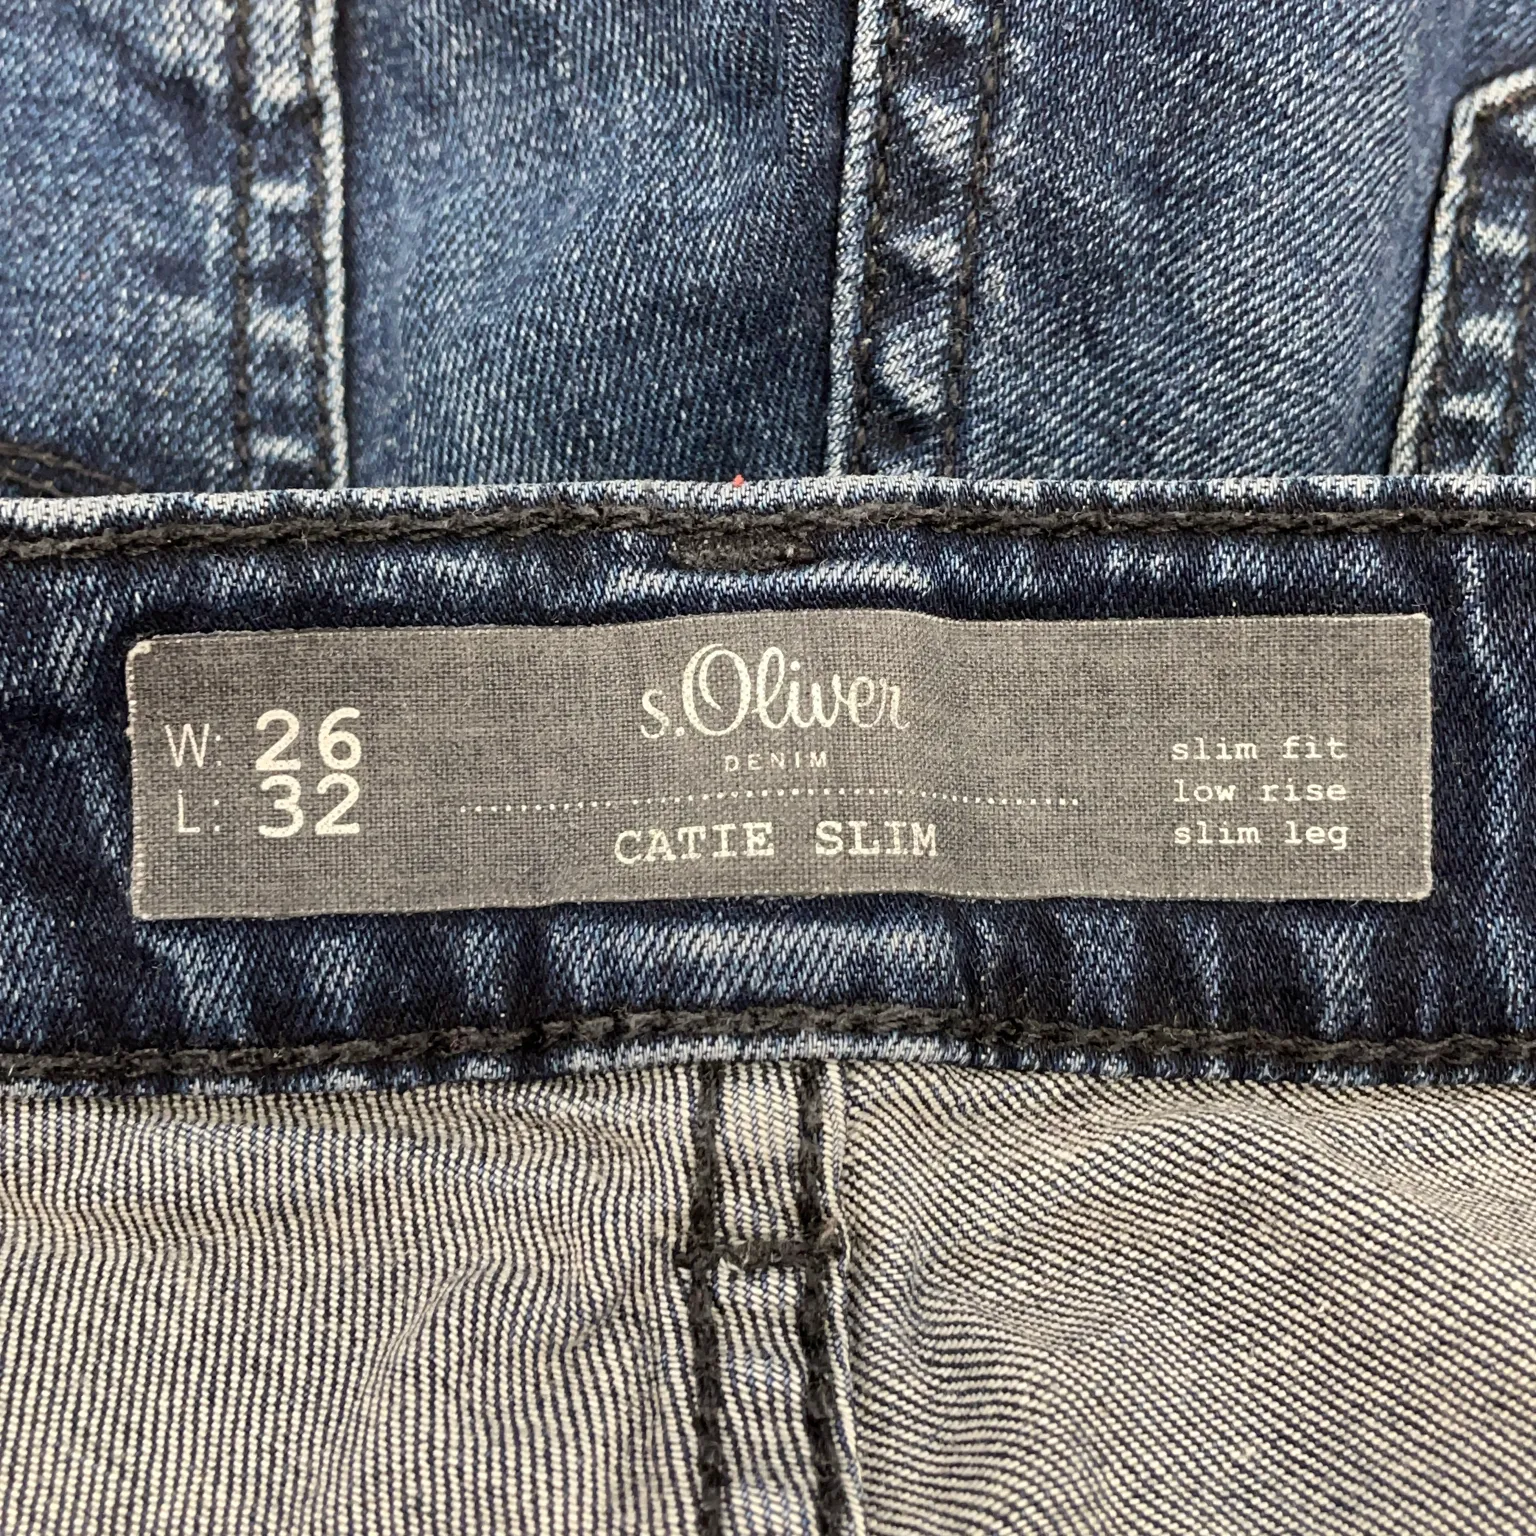 W: 26
L: 32
s.Oliver
DENIM
CATIE SLIM
slim fit
low rise
slim leg